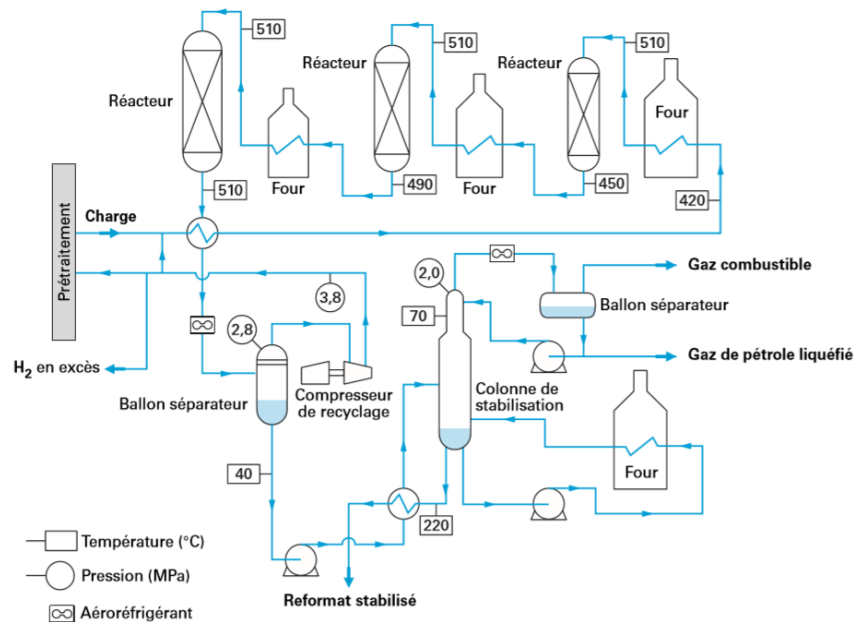 510
510
510
Réacteur
Réacteur
Réacteur
Four
Four
Four
510
490
450
420
Prétraitement
Charge
3,8
2,0
Gaz combustible
70
Ballon séparateur
2,8
H2 en excès
Gaz de pétrole liquéfié
Ballon séparateur
Compresseur
de recyclage
Colonne de
stabilisation
Four
40
220
Température (°C)
Pression (MPa)
Aéroréfrigérant
Reformat stabilisé